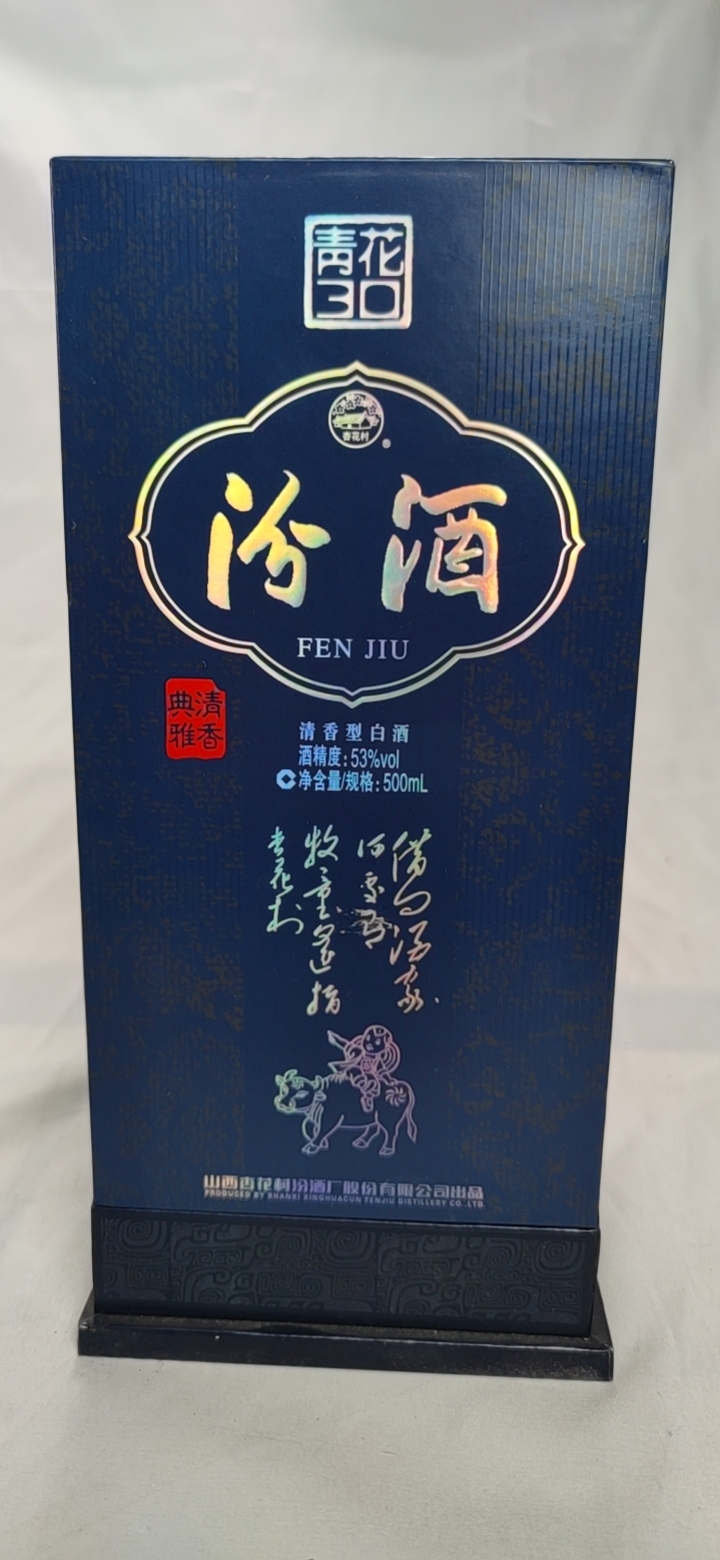 青花
30
杏花村
®
汾酒
FEN JIU
清香
典雅
清香型白酒
酒精度:53%vol
净含量/规格:500mL
借问酒家
何处有
牧童遥指
杏花村
山西杏花村汾酒厂股份有限公司出品
PRODUCED BY SHANXI XINGHUACUN FENJIU DISTILLERY CO.,LTD